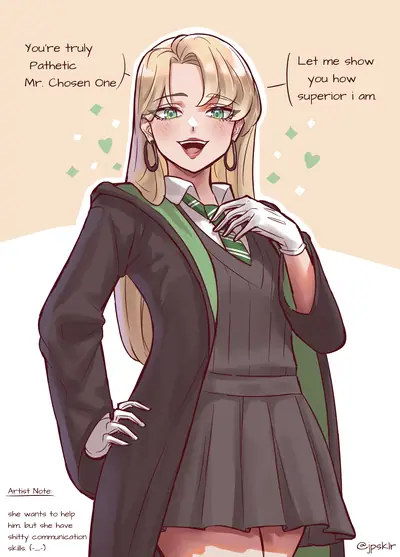 You're truly
Pathetic
Mr. Chosen One
Let me show
you how
superior i am.
Artist Note:
she wants to help
him. but she have
shitty communication
skills. (-__-)
@jpsklr